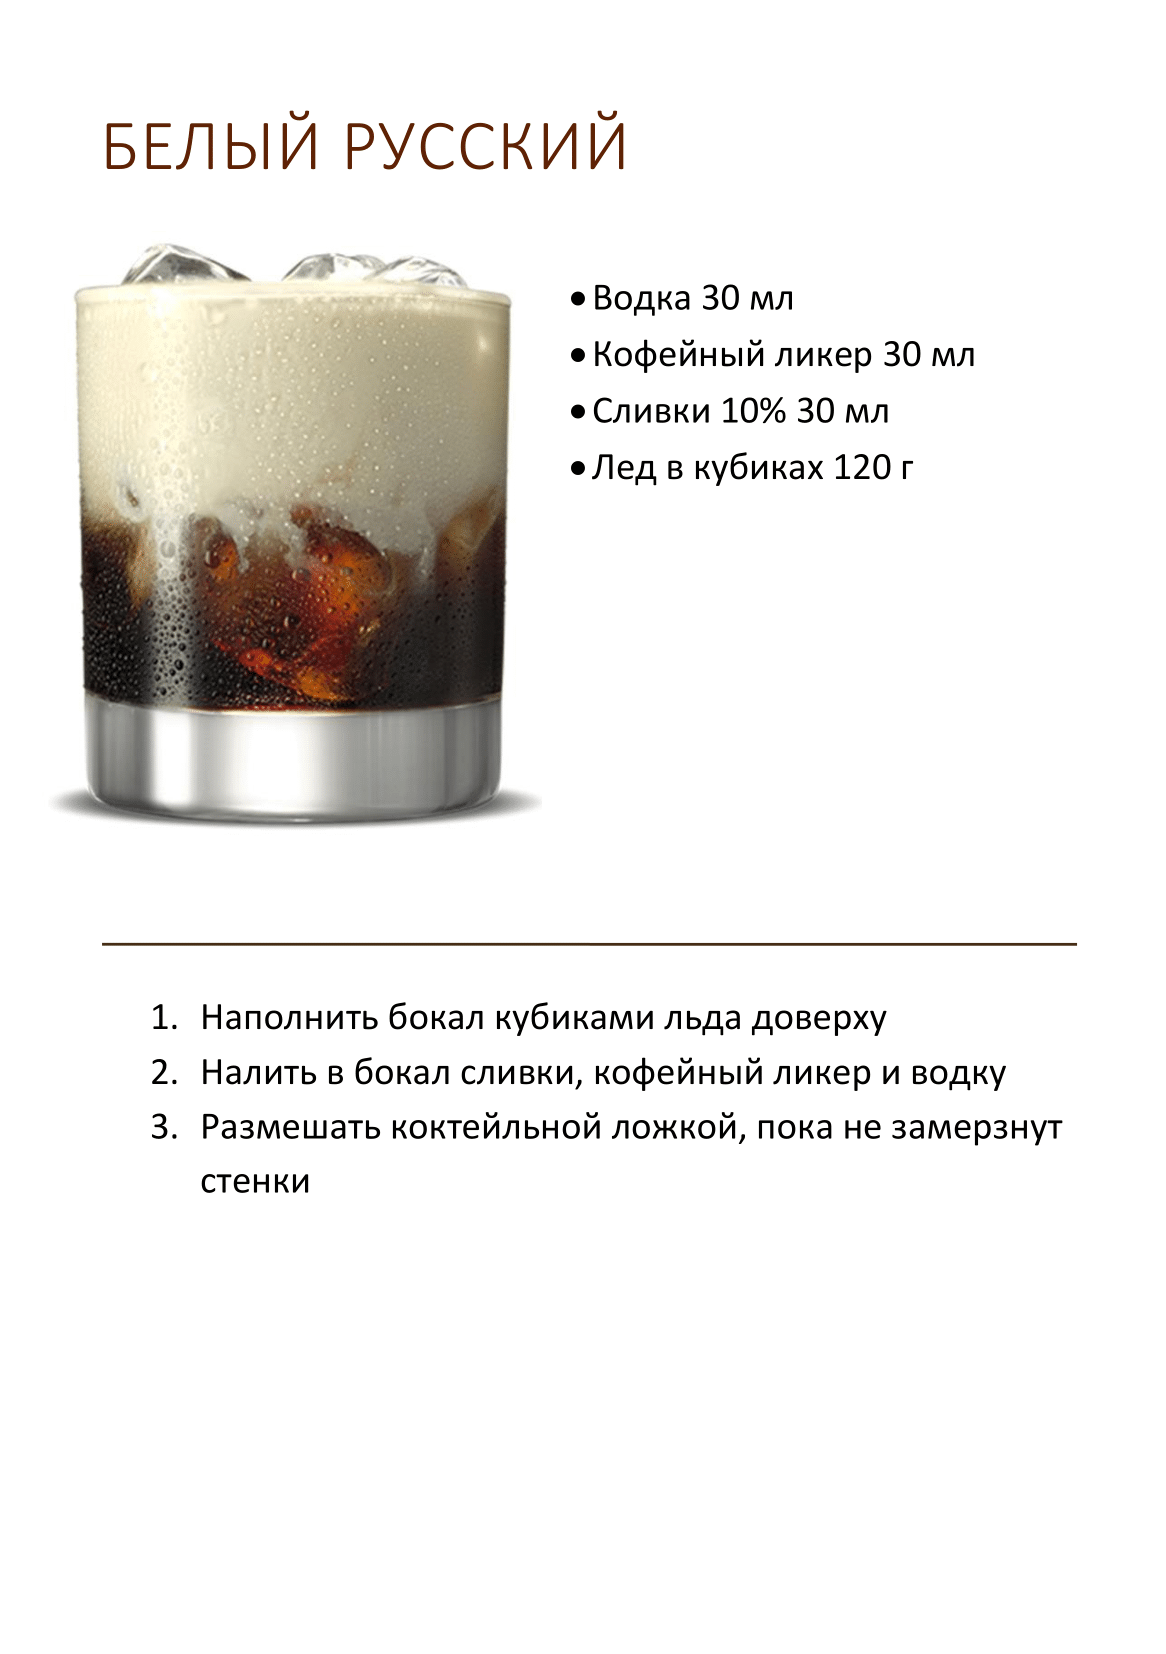 БЕЛЫЙ РУССКИЙ
• Водка 30 мл
• Кофейный ликер 30 мл
• Сливки 10% 30 мл
• Лед в кубиках 120 г
1. Наполнить бокал кубиками льда доверху
2. Налить в бокал сливки, кофейный ликер и водку
3. Размешать коктейльной ложкой, пока не замерзнут
стенки